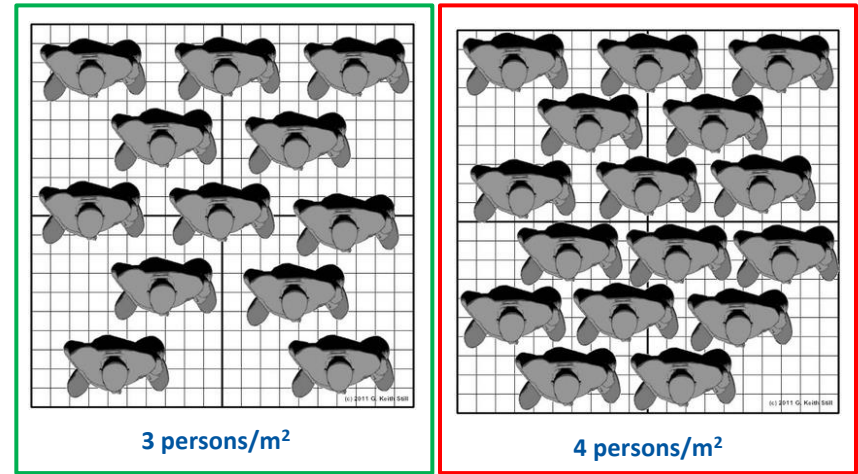 (c) 2011 G. Keith Still
3 persons/m²
(c) 2011 G. Keith Still
4 persons/m²